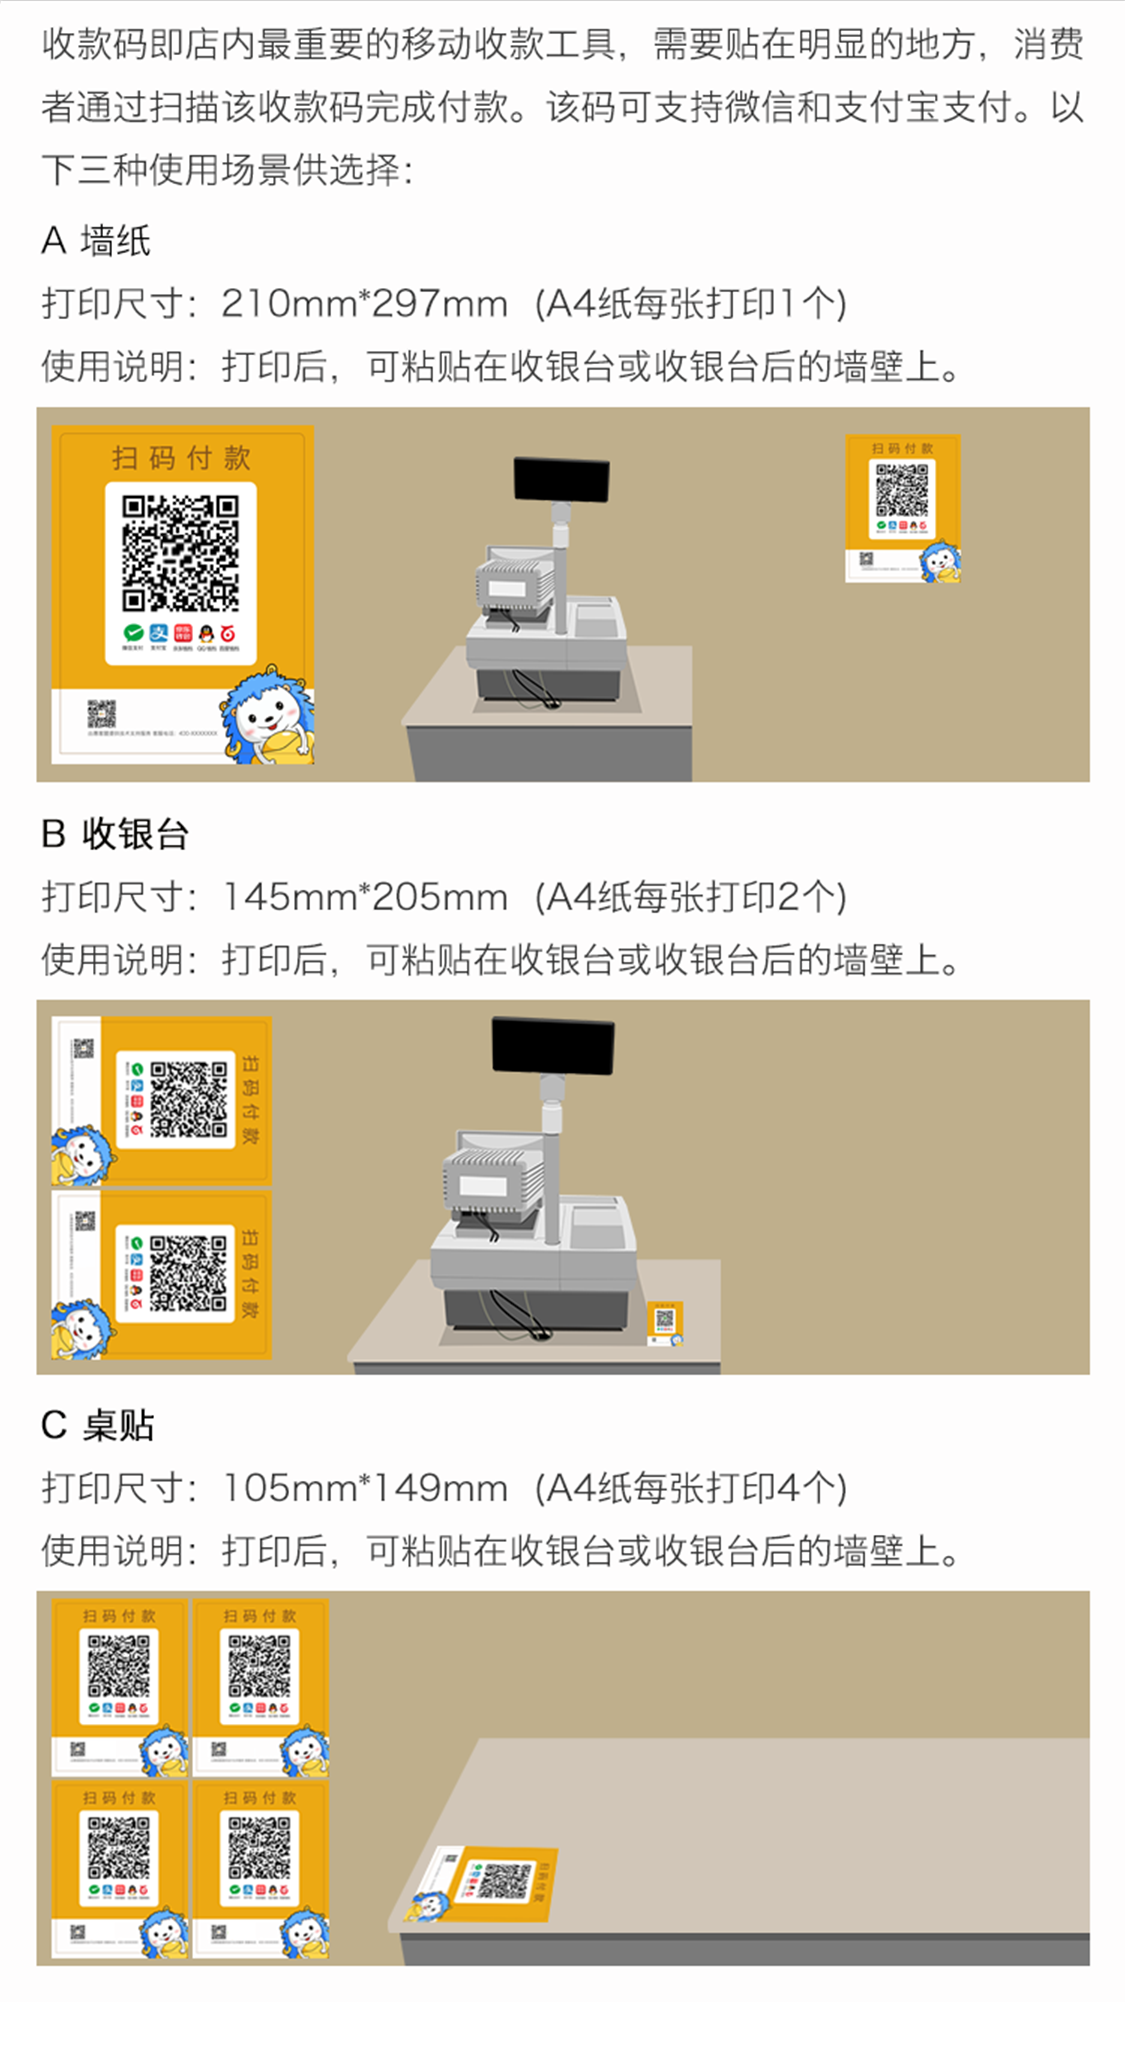 收款码即店内最重要的移动收款工具，需要贴在明显的地方，消费
者通过扫描该收款码完成付款。该码可支持微信和支付宝支付。以
下三种使用场景供选择：
A 墙纸
打印尺寸：210mm*297mm（A4纸每张打印1个）
使用说明：打印后，可粘贴在收银台或收银台后的墙壁上。
扫码付款
扫码付款
支付宝
B 收银台
打印尺寸：145mm*205mm（A4纸每张打印2个）
使用说明：打印后，可粘贴在收银台或收银台后的墙壁上。
扫码付款
扫码付款
C 桌贴
打印尺寸：105mm*149mm（A4纸每张打印4个）
使用说明：打印后，可粘贴在收银台或收银台后的墙壁上。
扫码付款
扫码付款
扫码付款
扫码付款
扫码付款